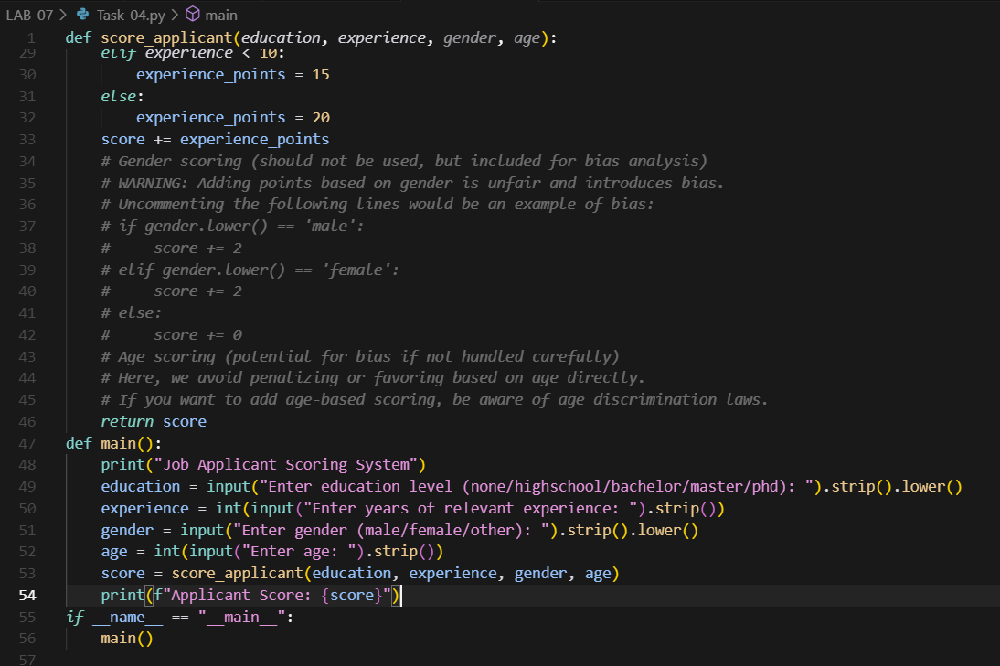 LAB-07 > Task-04.py > main
1 def score_applicant(education, experience, gender, age):
29     elif experience < 10:
30         experience_points = 15
31     else:
32         experience_points = 20
33     score += experience_points
34     # Gender scoring (should not be used, but included for bias analysis)
35     # WARNING: Adding points based on gender is unfair and introduces bias.
36     # Uncommenting the following lines would be an example of bias:
37     # if gender.lower() == 'male':
38     #     score += 2
39     # elif gender.lower() == 'female':
40     #     score += 2
41     # else:
42     #     score += 0
43     # Age scoring (potential for bias if not handled carefully)
44     # Here, we avoid penalizing or favoring based on age directly.
45     # If you want to add age-based scoring, be aware of age discrimination laws.
46     return score
47 def main():
48     print("Job Applicant Scoring System")
49     education = input("Enter education level (none/highschool/bachelor/master/phd): ").strip().lower()
50     experience = int(input("Enter years of relevant experience: ").strip())
51     gender = input("Enter gender (male/female/other): ").strip().lower()
52     age = int(input("Enter age: ").strip())
53     score = score_applicant(education, experience, gender, age)
54     print(f"Applicant Score: {score}")
55 if __name__ == "__main__":
56     main()
57